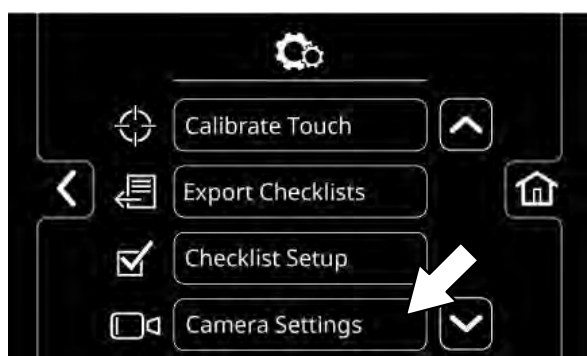 Calibrate Touch
Export Checklists
Checklist Setup
Camera Settings